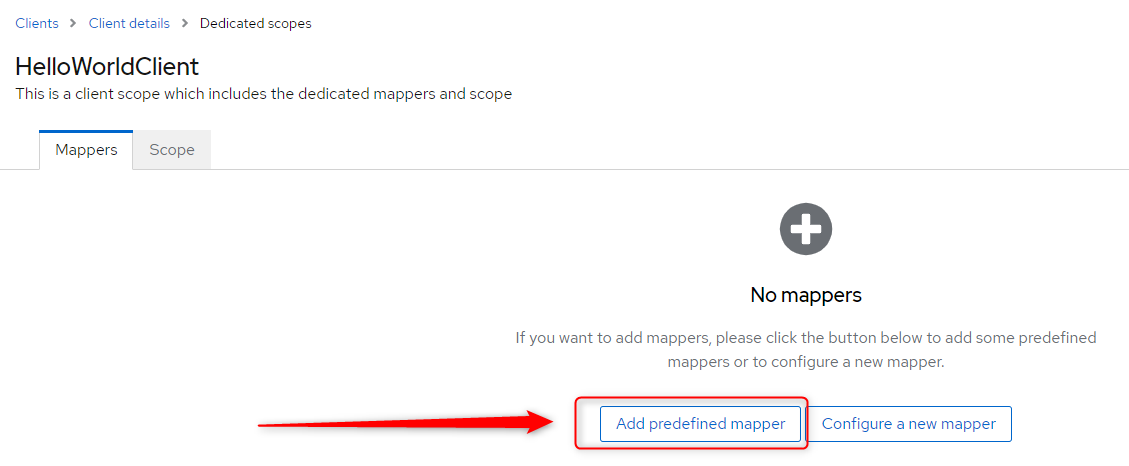 Clients > Client details > Dedicated scopes
HelloWorldClient
This is a client scope which includes the dedicated mappers and scope
Mappers Scope
No mappers
If you want to add mappers, please click the button below to add some predefined
mappers or to configure a new mapper.
Add predefined mapper Configure a new mapper